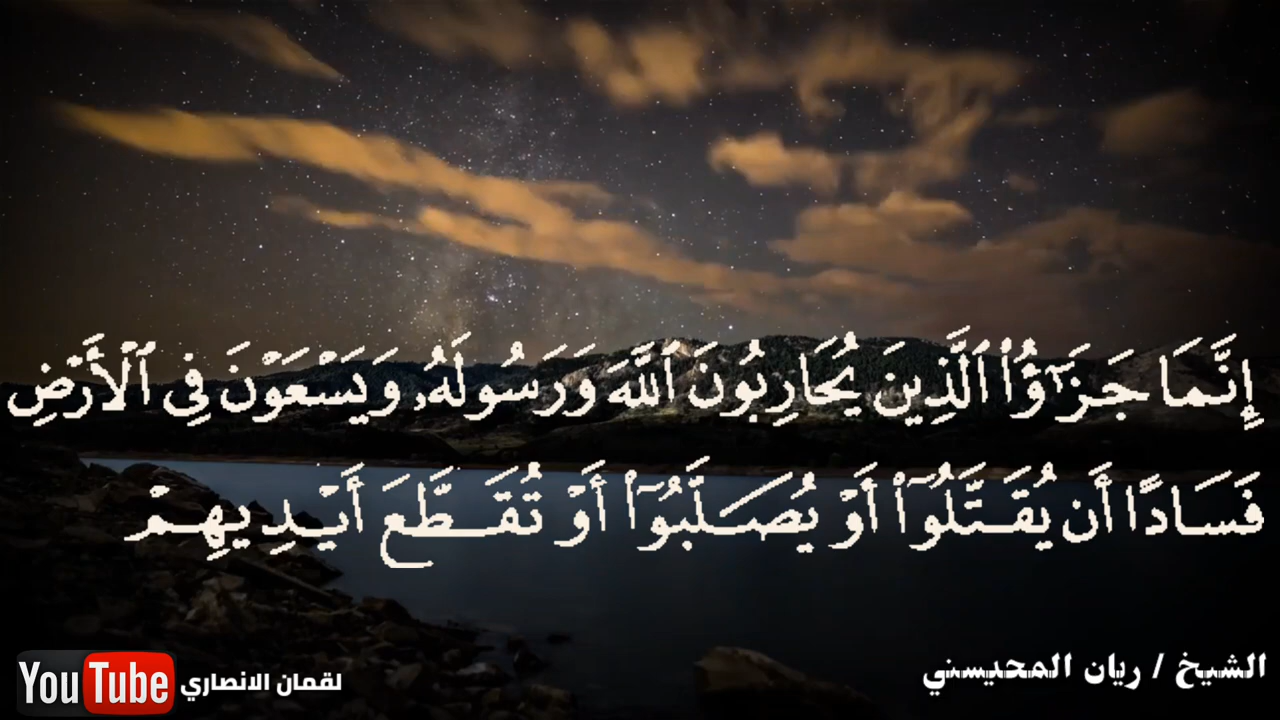 إِنَّمَا جَزَٰٓؤُا۟ ٱلَّذِينَ يُحَارِبُونَ ٱللَّهَ وَرَسُولَهُۥ وَيَسْعَوْنَ فِى ٱلْأَرْضِ
فَسَادًا أَن يُقَتَّلُوٓا۟ أَوْ يُصَلَّبُوٓا۟ أَوْ تُقَطَّعَ أَيْدِيهِمْ
الشيخ / ريان المحيسني
YouTube لقمان الانصاري